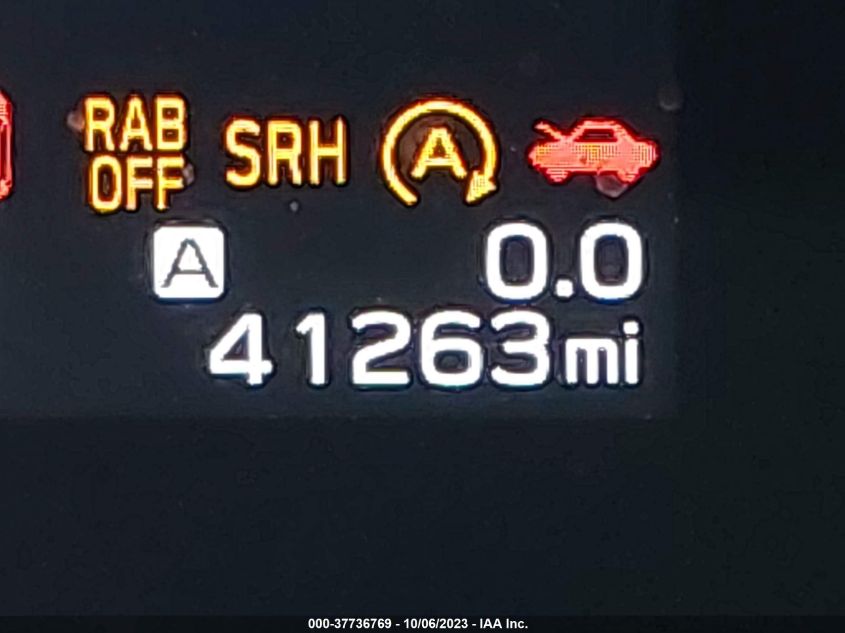 RAB OFF SRH A
A 0.0
41263mi
000-37736769 - 10/06/2023 - IAA Inc.